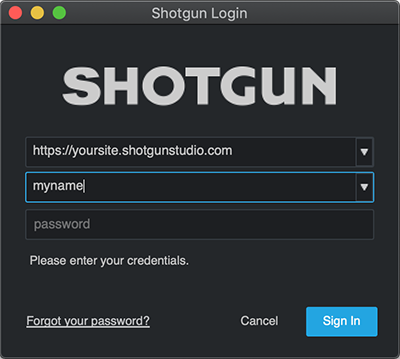 Shotgun Login
SHOTGUN
https://yoursite.shotgunstudio.com
myname
password
Please enter your credentials.
Forgot your password? Cancel Sign In